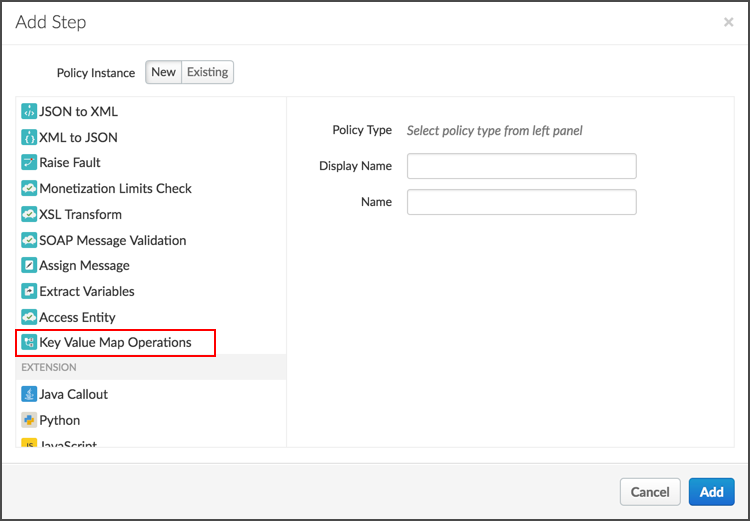 Add Step
×
Policy Instance New Existing
JSON to XML
XML to JSON
Raise Fault
Monetization Limits Check
XSL Transform
SOAP Message Validation
Assign Message
Extract Variables
Access Entity
Key Value Map Operations
EXTENSION
Java Callout
Python
JS JavaScript
Policy Type Select policy type from left panel
Display Name
Name
Cancel Add